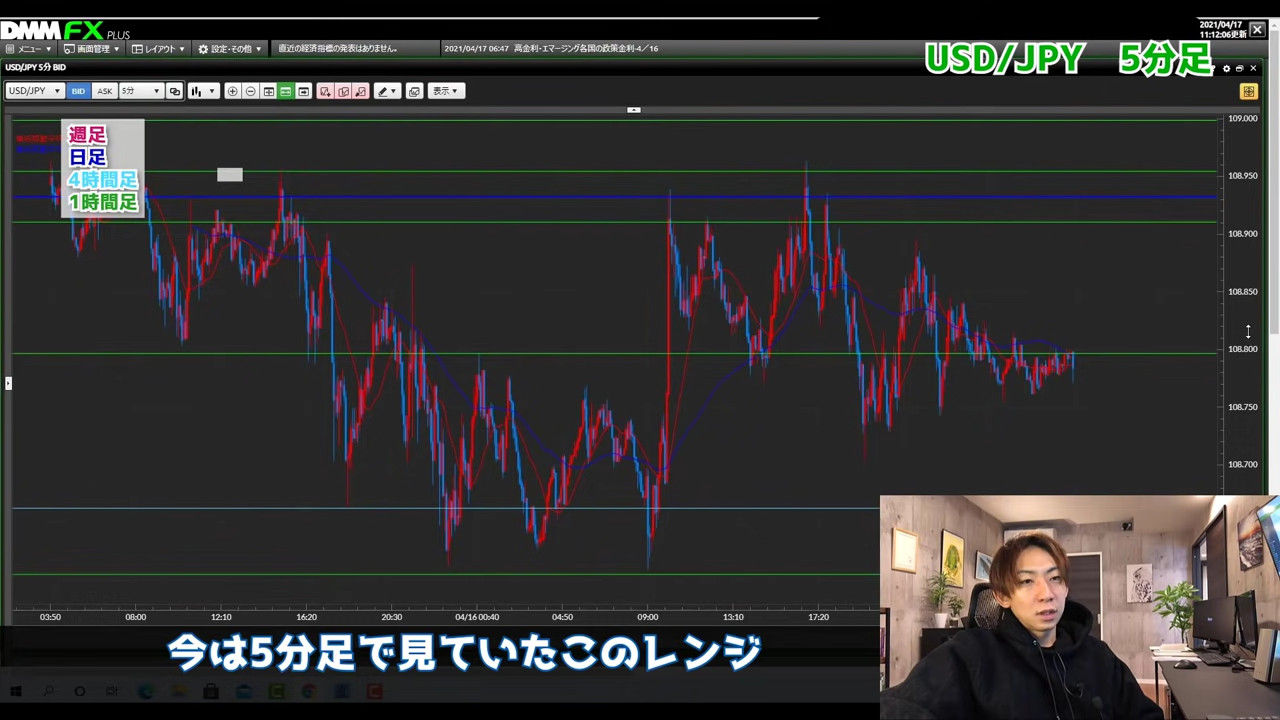 DMM FX PLUS
2021/04/17
11:12:06更新
メニュー 画面管理 レイアウト 設定・その他 直近の経済指標の発表はありません。 2021/04/17 06:47 高金利・エマージング各国の政策金利-4/16
USD/JPY 5分足
USD/JPY 5分 BID
USD/JPY BID ASK 5分 表示
週足
日足
4時間足
1時間足
109.000
108.950
108.900
108.850
108.800
108.750
108.700
03:50 08:00 12:10 16:20 20:30 04/16 00:40 04:50 09:00 13:10 17:20
今は5分足で見ていたこのレンジ